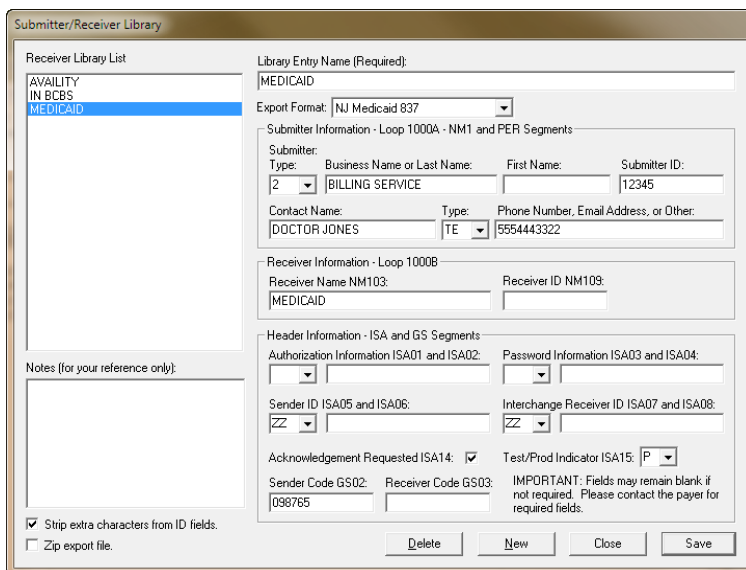 Submitter/Receiver Library
Receiver Library List
AVAILITY
IN BCBS
MEDICAID
Notes (for your reference only):
Strip extra characters from ID fields.
Zip export file.
Library Entry Name (Required):
MEDICAID
Export Format: NJ Medicaid 837
Submitter Information - Loop 1000A - NM1 and PER Segments
Submitter:
Type: Business Name or Last Name: First Name: Submitter ID:
2 BILLING SERVICE 12345
Contact Name: Type: Phone Number, Email Address, or Other:
DOCTOR JONES TE 5554443322
Receiver Information - Loop 1000B
Receiver Name NM103: Receiver ID NM109:
MEDICAID
Header Information - ISA and GS Segments
Authorization Information ISA01 and ISA02: Password Information ISA03 and ISA04:
Sender ID ISA05 and ISA06: Interchange Receiver ID ISA07 and ISA08:
ZZ ZZ
Acknowledgement Requested ISA14: Test/Prod Indicator ISA15: P
Sender Code GS02: Receiver Code GS03:
098765
IMPORTANT: Fields may remain blank if
not required. Please contact the payer for
required fields.
Delete New Close Save